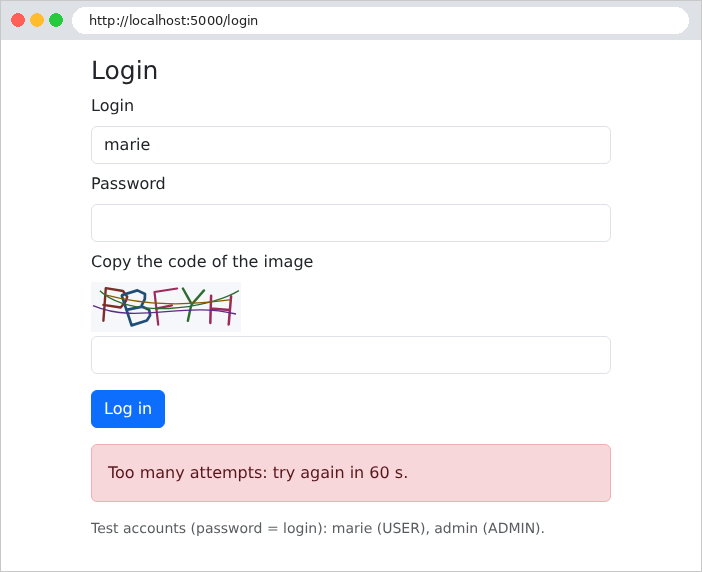 http://localhost:5000/login
Login
Login
marie
Password
Copy the code of the image
Log in
Too many attempts: try again in 60 s.
Test accounts (password = login): marie (USER), admin (ADMIN).